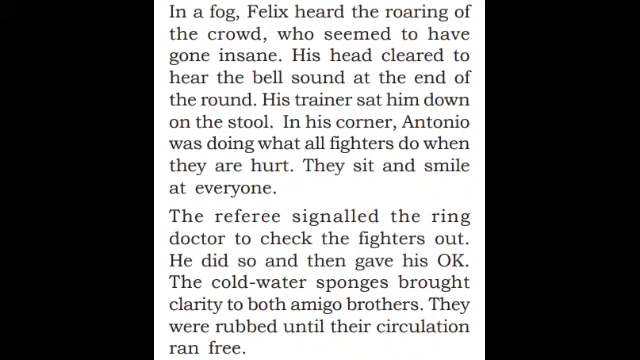 In a fog, Felix heard the roaring of
the crowd, who seemed to have
gone insane. His head cleared to
hear the bell sound at the end of
the round. His trainer sat him down
on the stool. In his corner, Antonio
was doing what all fighters do when
they are hurt. They sit and smile
at everyone.
The referee signalled the ring
doctor to check the fighters out.
He did so and then gave his OK.
The cold-water sponges brought
clarity to both amigo brothers. They
were rubbed until their circulation
ran free.